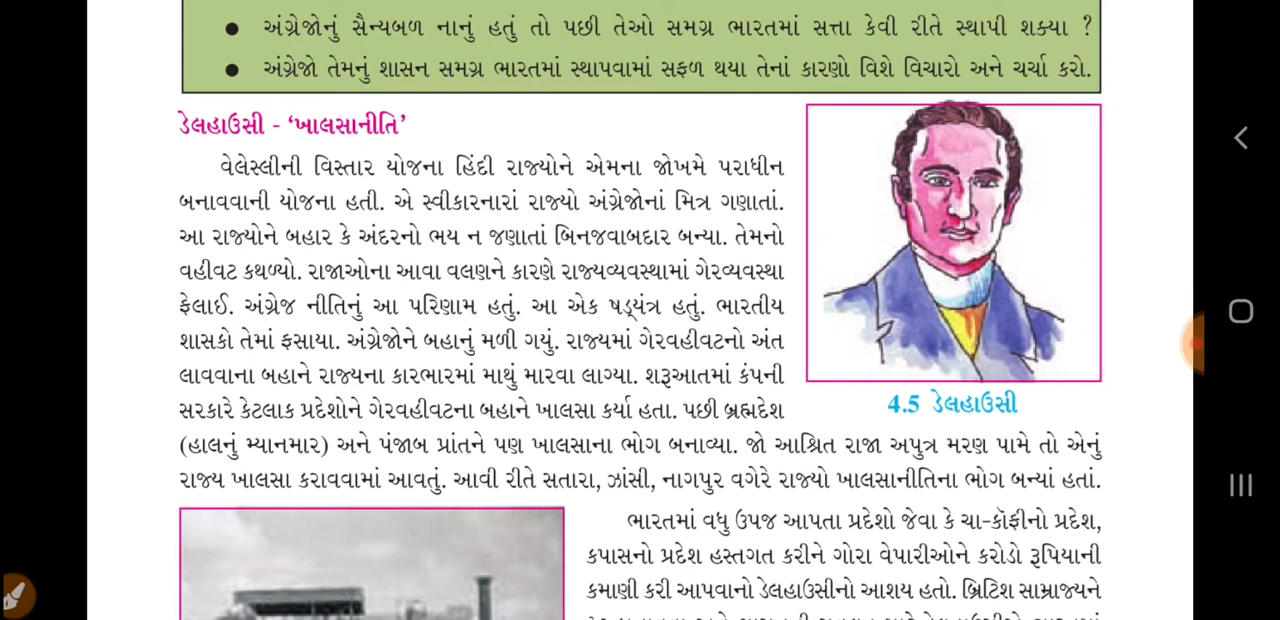 ● અંગ્રેજોનું સૈન્યબળ નાનું હતું તો પછી તેઓ સમગ્ર ભારતમાં સત્તા કેવી રીતે સ્થાપી શક્યા ?
● અંગ્રેજો તેમનું શાસન સમગ્ર ભારતમાં સ્થાપવામાં સફળ થયા તેનાં કારણો વિશે વિચારો અને ચર્ચા કરો.
ડેલહાઉસી - ‘ખાલસાનીતિ’
વેલેસ્લીની વિસ્તાર યોજના હિંદી રાજ્યોને એમના જોખમે પરાધીન
બનાવવાની યોજના હતી. એ સ્વીકારનારાં રાજ્યો અંગ્રેજોનાં મિત્ર ગણાતાં.
આ રાજ્યોને બહાર કે અંદરનો ભય ન જણાતાં બિનજવાબદાર બન્યા. તેમનો
વહીવટ કથળ્યો. રાજાઓના આવા વલણને કારણે રાજ્યવ્યવસ્થામાં ગેરવ્યવસ્થા
ફેલાઈ. અંગ્રેજ નીતિનું આ પરિણામ હતું. આ એક ષડ્યંત્ર હતું. ભારતીય
શાસકો તેમાં ફસાયા. અંગ્રેજોને બહાનું મળી ગયું. રાજ્યમાં ગેરવહીવટનો અંત
લાવવાના બહાને રાજ્યના કારભારમાં માથું મારવા લાગ્યા. શરૂઆતમાં કંપની
સરકારે કેટલાક પ્રદેશોને ગેરવહીવટના બહાને ખાલસા કર્યા હતા. પછી બ્રહ્મદેશ
4.5 ડેલહાઉસી
(હાલનું મ્યાનમાર) અને પંજાબ પ્રાંતને પણ ખાલસાના ભોગ બનાવ્યા. જો આશ્રિત રાજા અપુત્ર મરણ પામે તો એનું
રાજ્ય ખાલસા કરાવવામાં આવતું. આવી રીતે સતારા, ઝાંસી, નાગપુર વગેરે રાજ્યો ખાલસાનીતિના ભોગ બન્યાં હતાં.
ભારતમાં વધુ ઉપજ આપતા પ્રદેશો જેવા કે ચા-કૉફીનો પ્રદેશ,
કપાસનો પ્રદેશ હસ્તગત કરીને ગોરા વેપારીઓને કરોડો રૂપિયાની
કમાણી કરી આપવાનો ડેલહાઉસીનો આશય હતો. બ્રિટિશ સામ્રાજ્યને